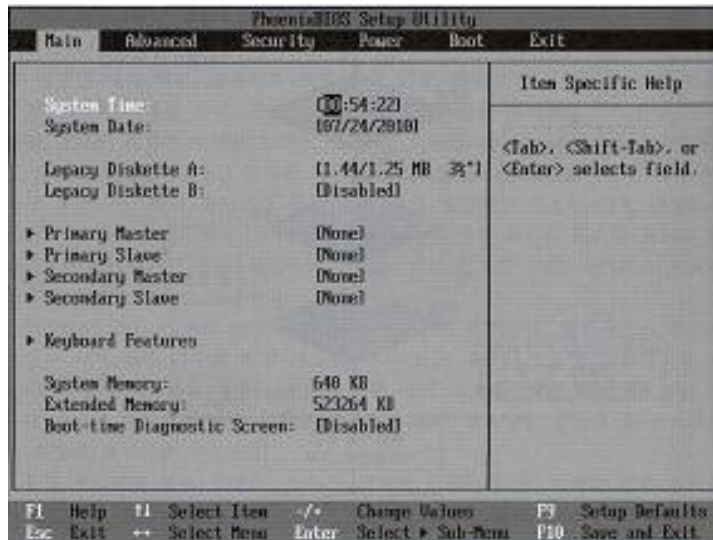 PhoenixBIOS Setup Utility
Main Advanced Security Power Boot Exit
Item Specific Help
System Time: :54:22]
System Date: [07/24/2010]
<Tab>, <Shift-Tab>, or
<Enter> selects field.
Legacy Diskette A: [1.44/1.25 MB 3½"]
Legacy Diskette B: [Disabled]
▶ Primary Master [None]
▶ Primary Slave [None]
▶ Secondary Master [None]
▶ Secondary Slave [None]
▶ Keyboard Features
System Memory: 640 KB
Extended Memory: 523264 KB
Boot-time Diagnostic Screen: [Disabled]
F1 Help ↑↓ Select Item -/+ Change Values F9 Setup Defaults
Esc Exit ↔ Select Menu Enter Select ▶ Sub-Menu F10 Save and Exit